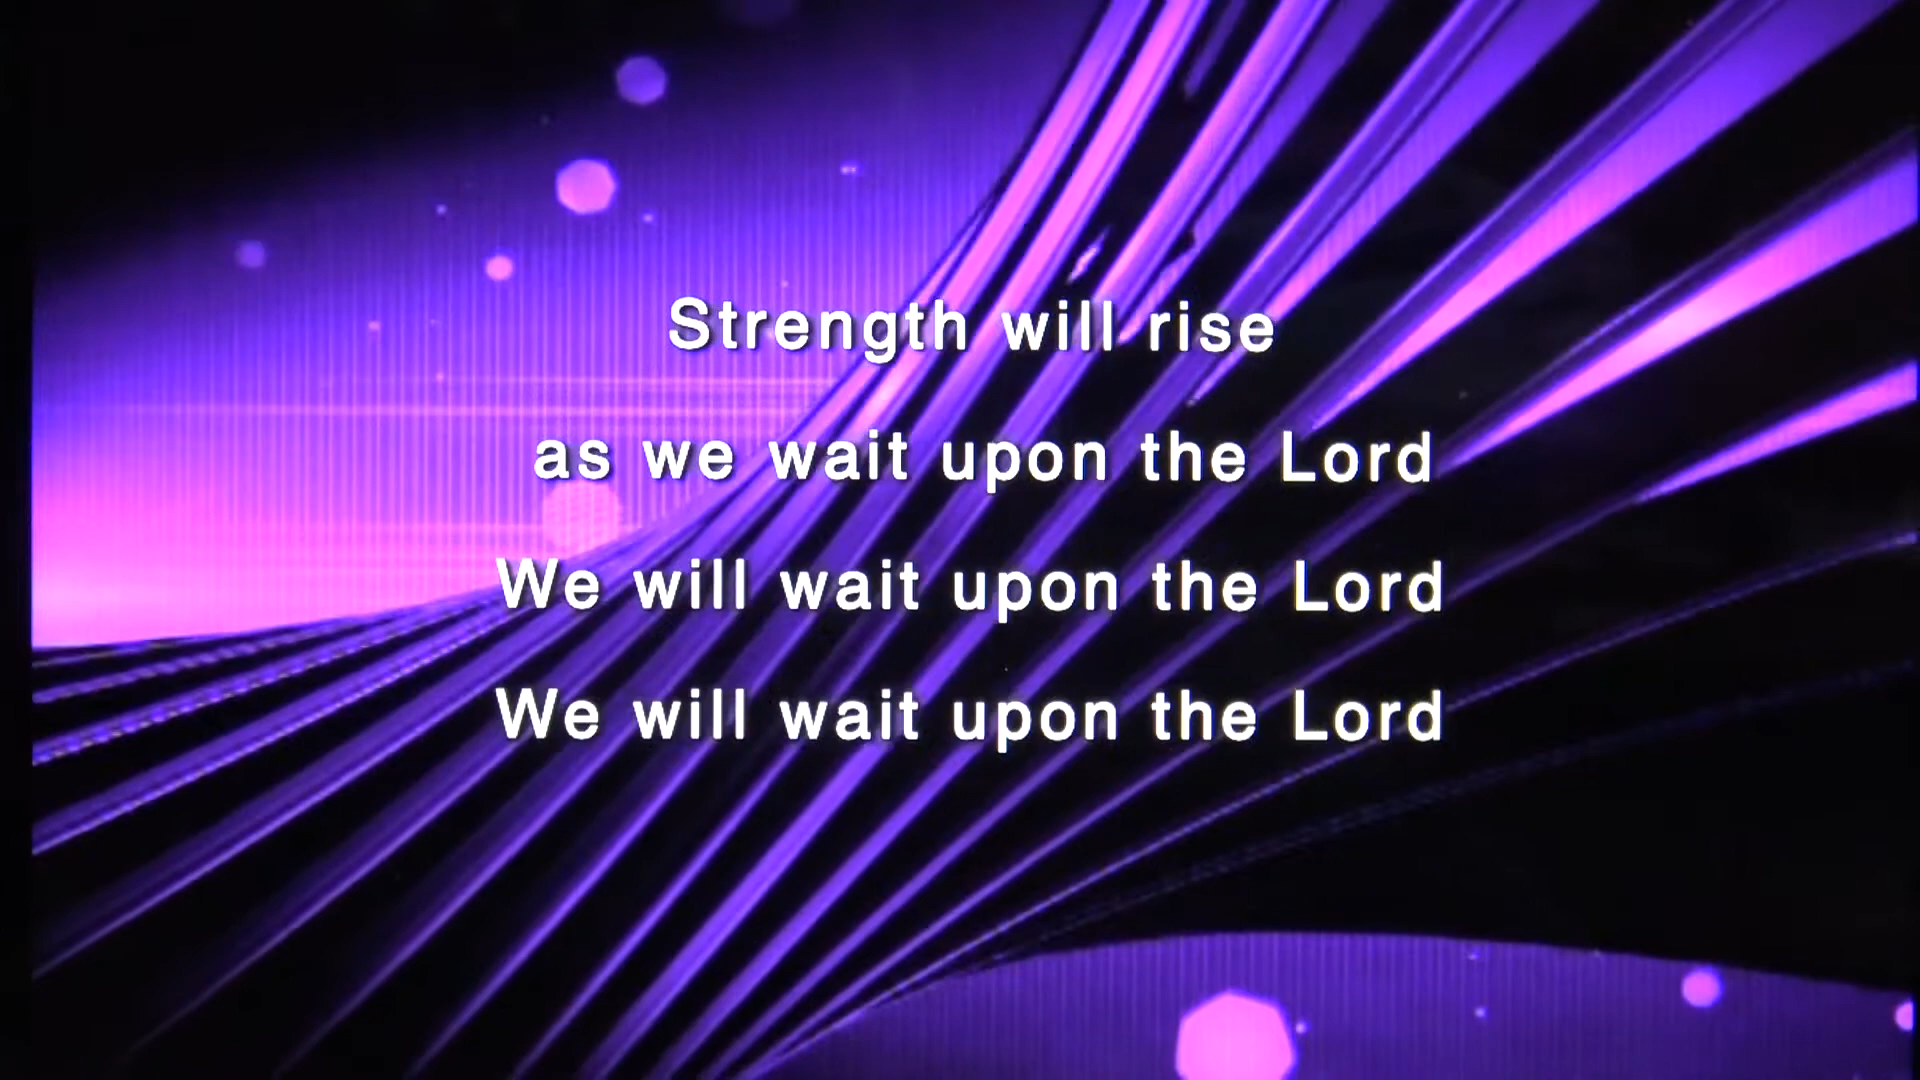 Strength will rise
as we wait upon the Lord
We will wait upon the Lord
We will wait upon the Lord